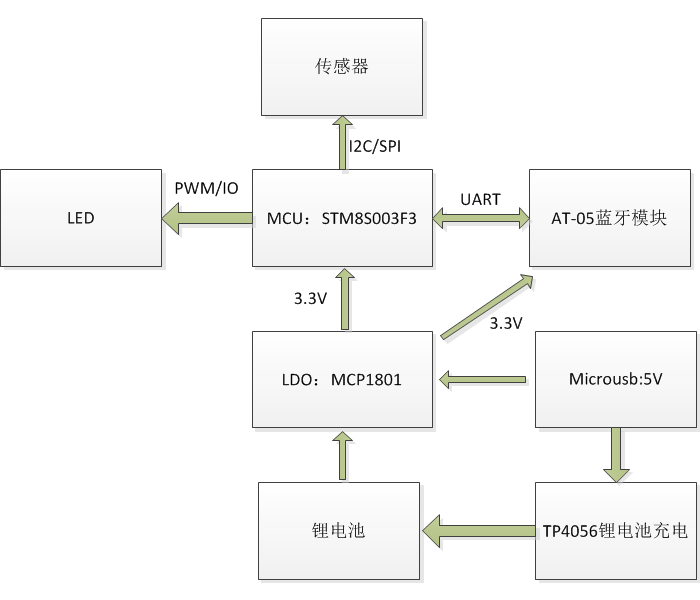 传感器
I2C/SPI
PWM/IO
LED
MCU：STM8S003F3
UART
AT-05蓝牙模块
3.3V
3.3V
LDO：MCP1801
Microusb:5V
锂电池
TP4056锂电池充电